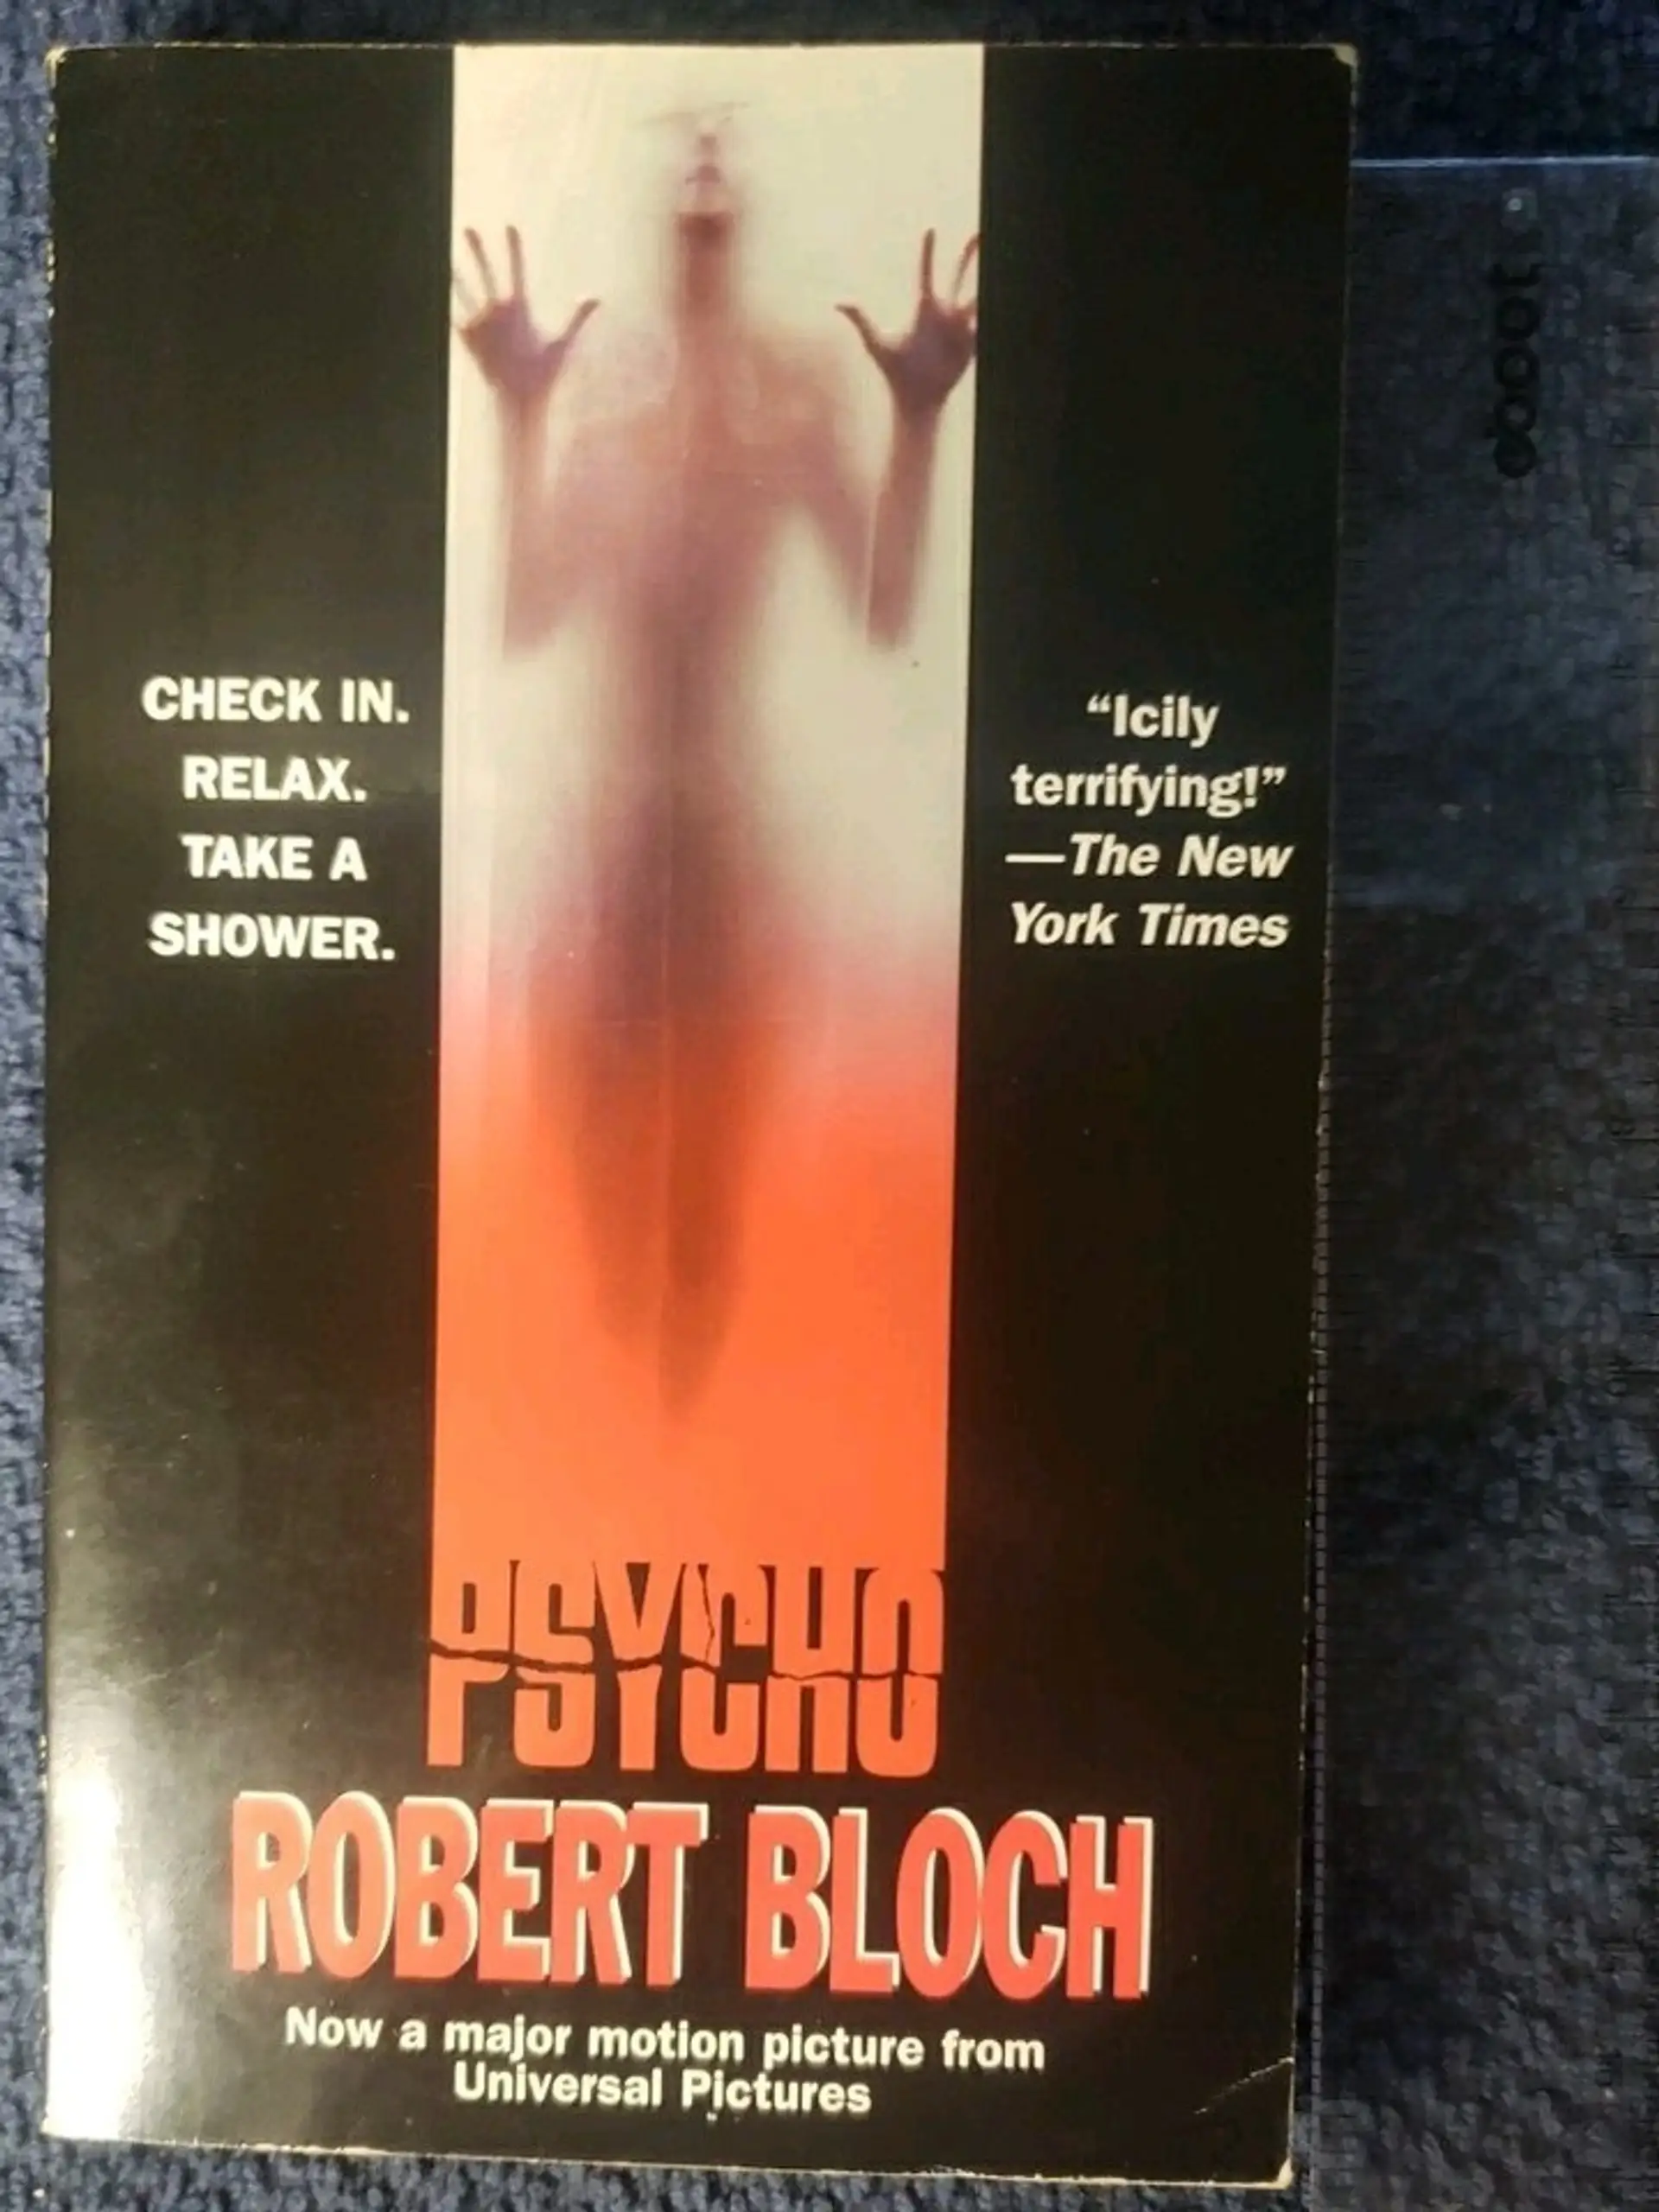 CHECK IN.
RELAX.
TAKE A
SHOWER.
“Icily
terrifying!”
—The New
York Times
PSYCHO
ROBERT BLOCH
Now a major motion picture from
Universal Pictures